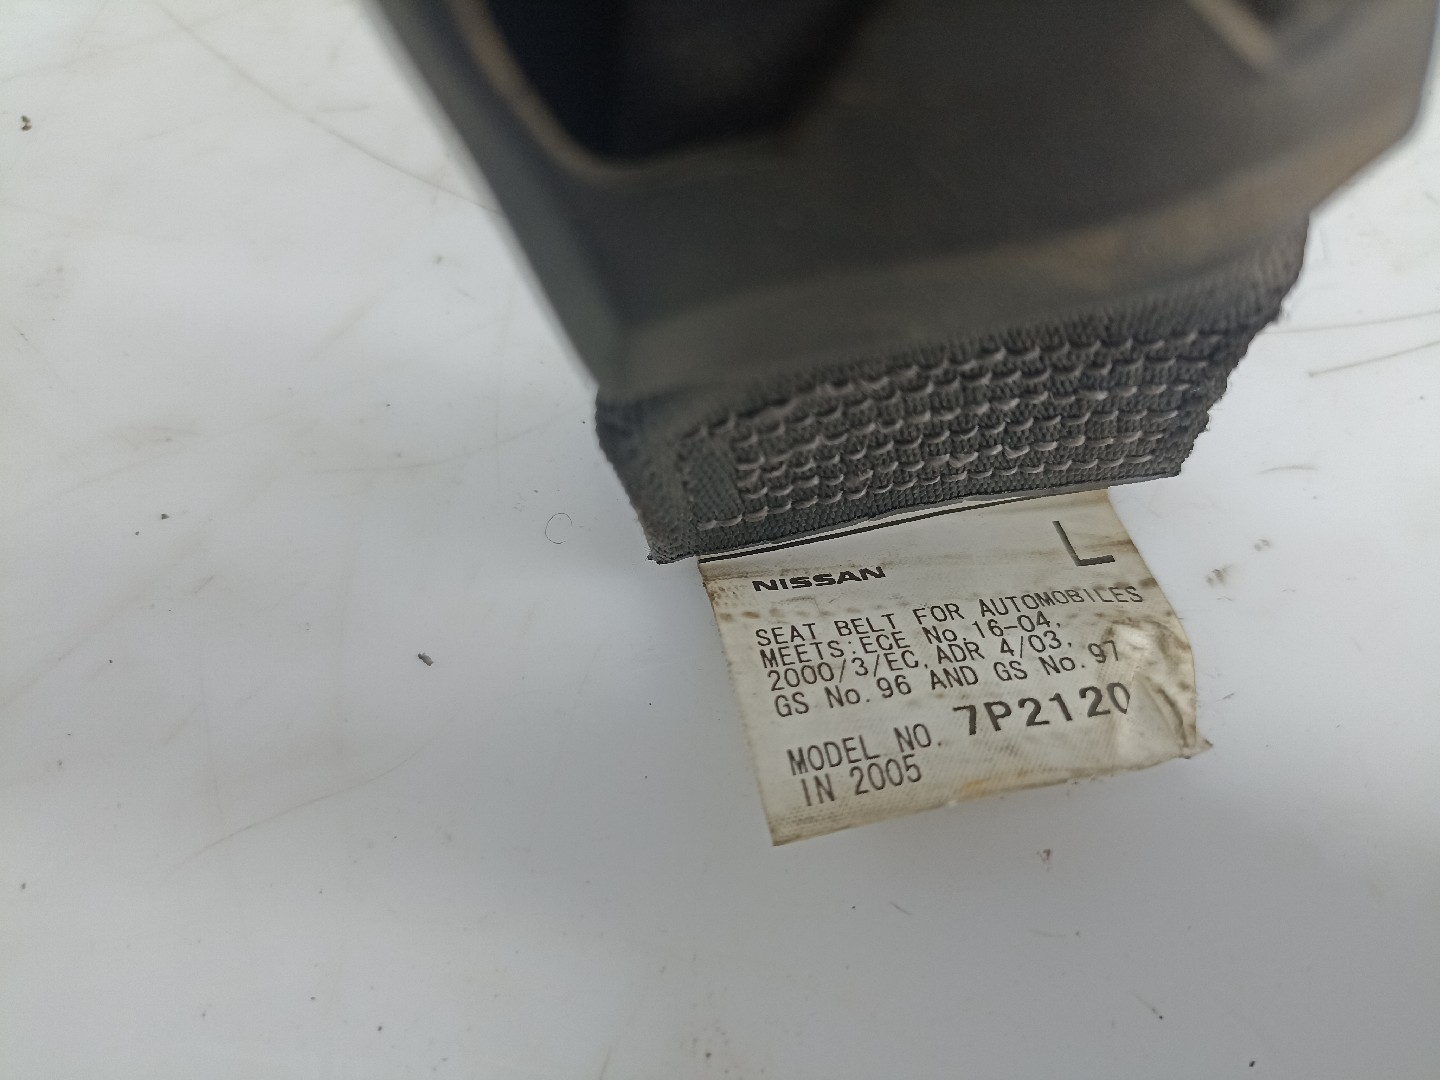 L
NISSAN
SEAT BELT FOR AUTOMOBILES
MEETS:ECE No.16-04,
2000/3/EC,ADR 4/03,
GS No.96 AND GS No.97
MODEL NO. 7P2120
IN 2005